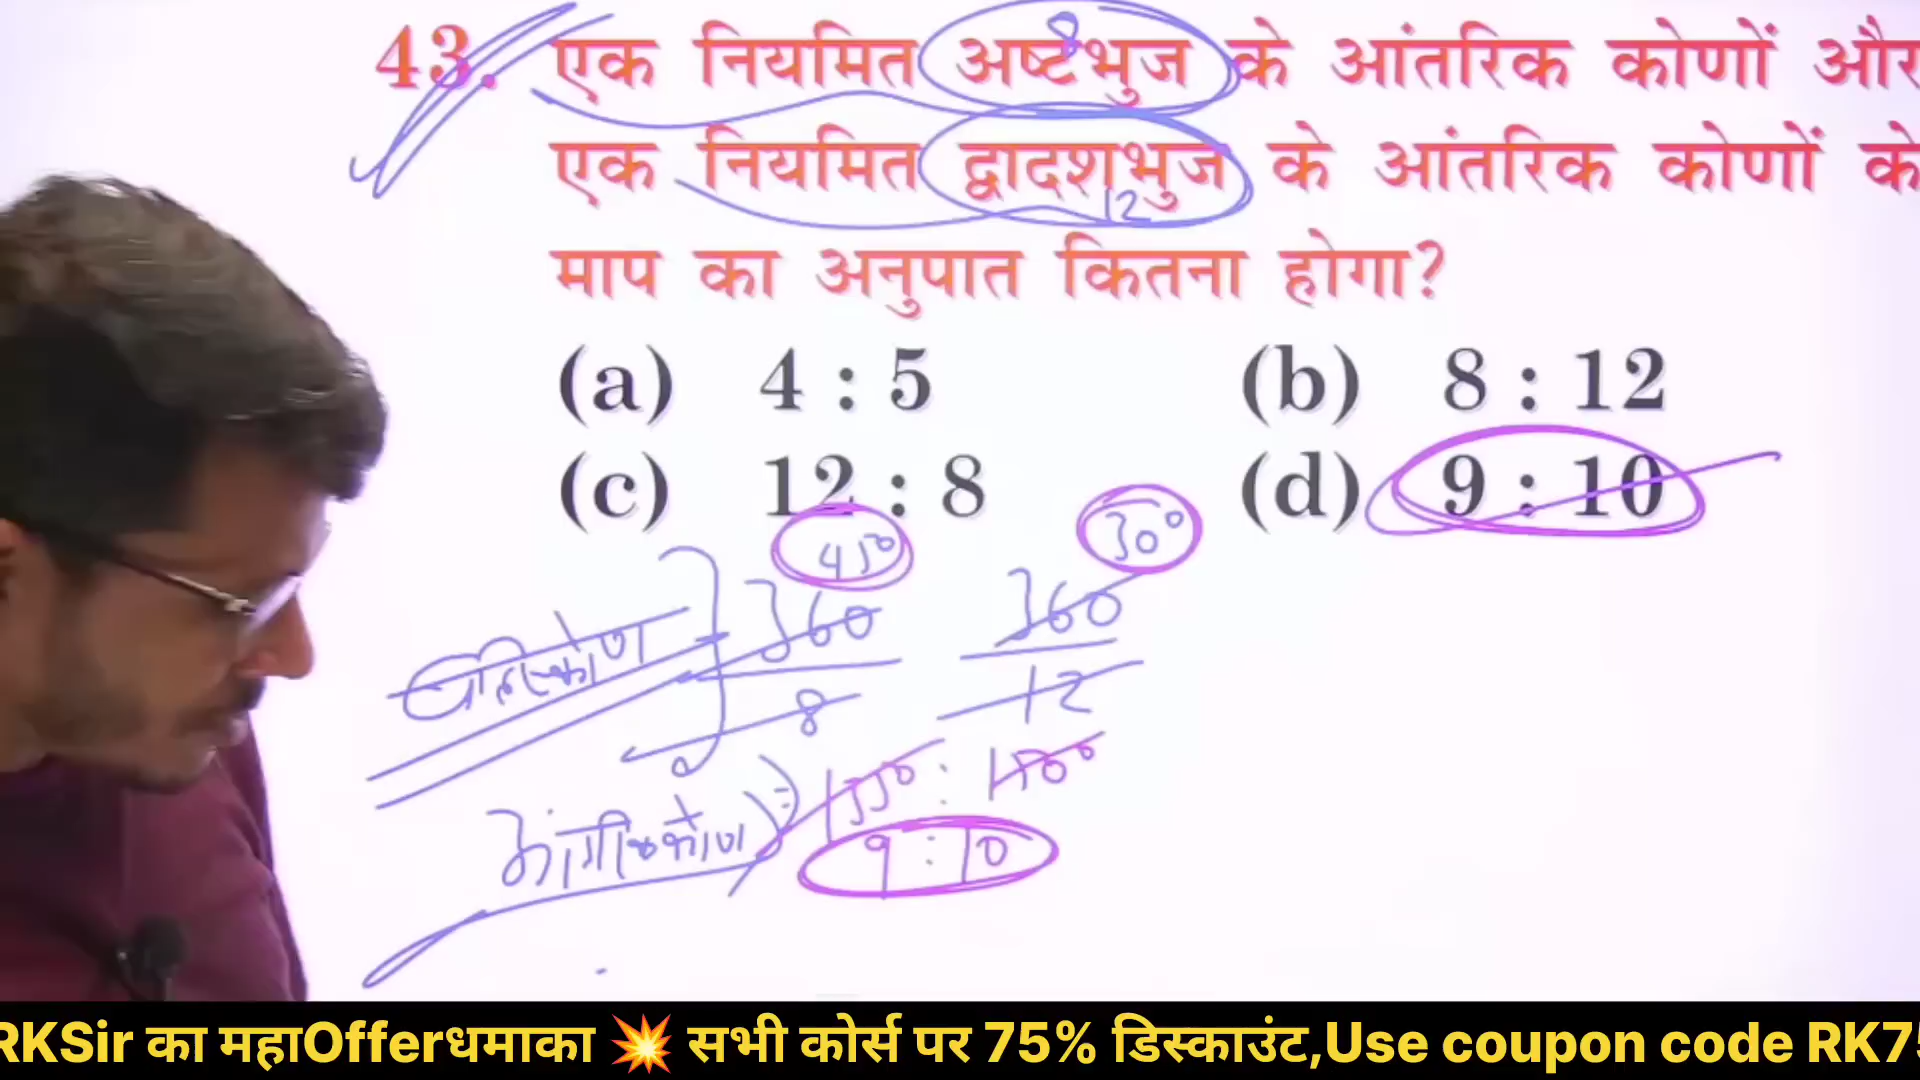 43. एक नियमित अष्टभुज के आंतरिक कोणों और
8
एक नियमित द्वादशभुज के आंतरिक कोणों के
12
माप का अनुपात कितना होगा?
(a) 4 : 5 (b) 8 : 12
(c) 12 : 8 (d) 9 : 10
45° 30°
360 360
8 12
135° : 150°
9 : 10
RKSir का महाOfferधमाका 💥 सभी कोर्स पर 75% डिस्काउंट,Use coupon code RK75